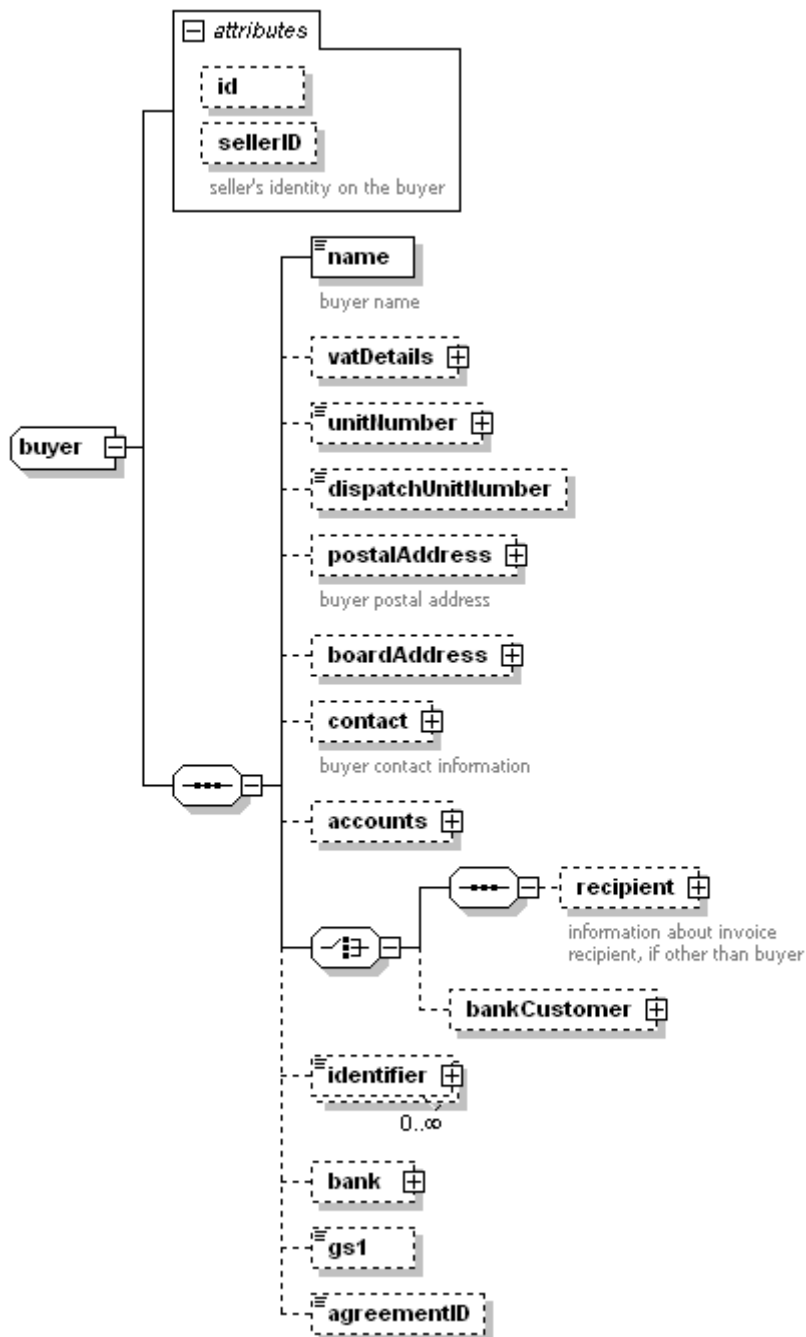 attributes
id
sellerID
seller's identity on the buyer
name
buyer name
vatDetails
unitNumber
buyer
dispatchUnitNumber
postalAddress
buyer postal address
boardAddress
contact
buyer contact information
accounts
recipient
information about invoice
recipient, if other than buyer
bankCustomer
identifier
0..∞
bank
gs1
agreementID